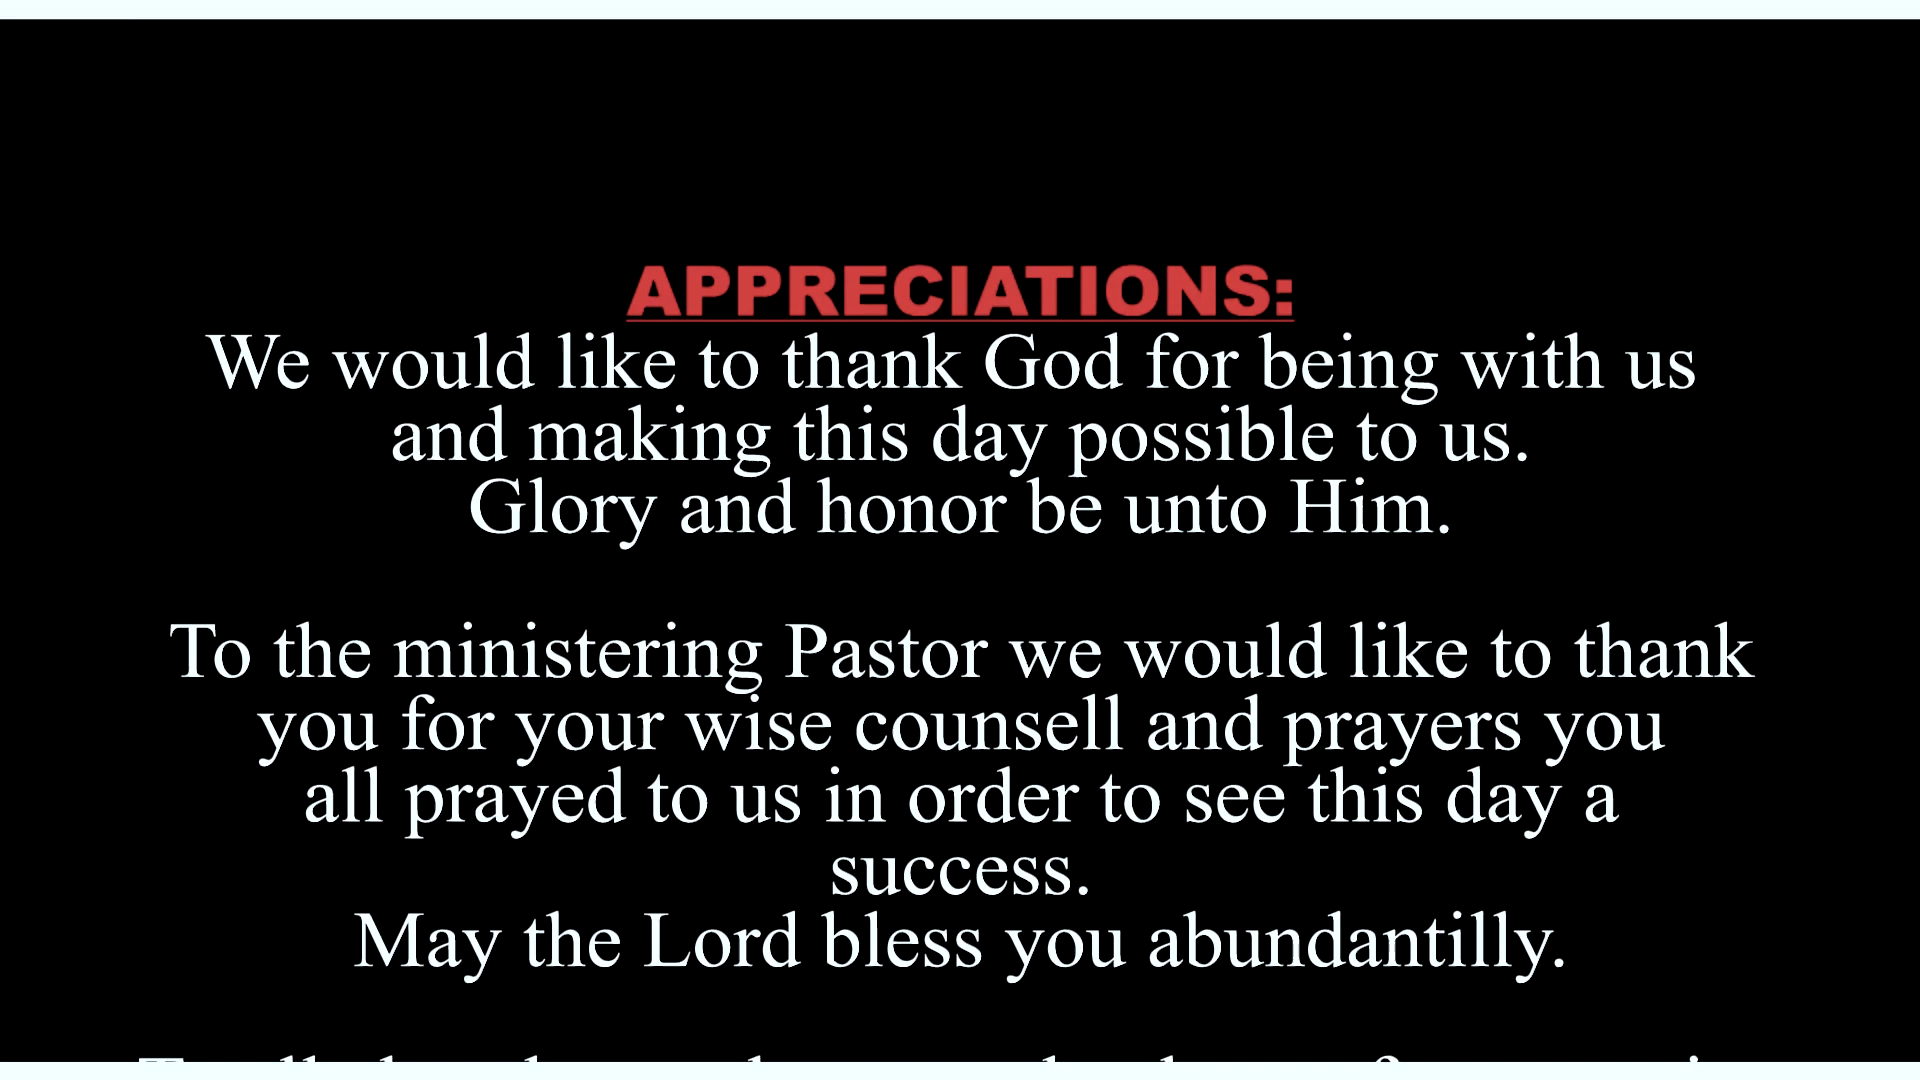 APPRECIATIONS:
We would like to thank God for being with us
and making this day possible to us.
Glory and honor be unto Him.
To the ministering Pastor we would like to thank
you for your wise counsell and prayers you
all prayed to us in order to see this day a
success.
May the Lord bless you abundantilly.